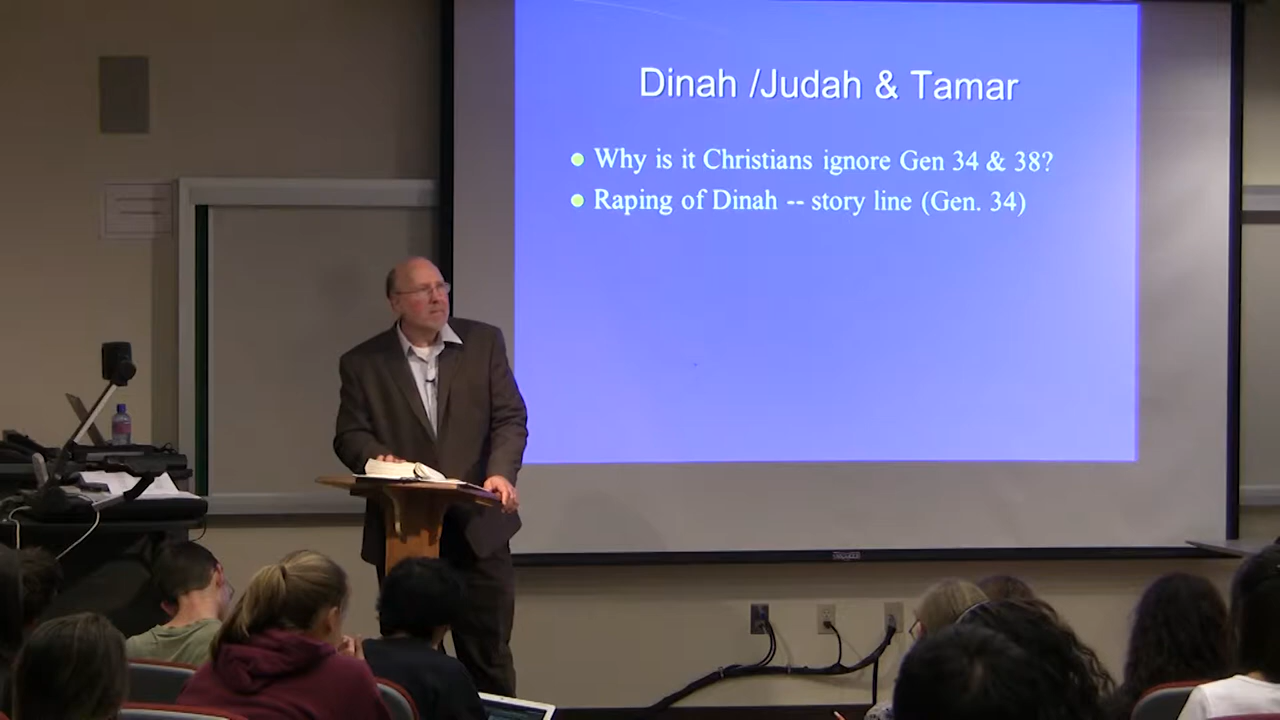 Dinah /Judah & Tamar
Why is it Christians ignore Gen 34 & 38?
Raping of Dinah -- story line (Gen. 34)